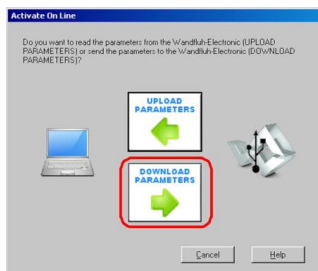 Activate On Line
Do you want to read the parameters from the Wandfluh-Electronic (UPLOAD
PARAMETERS) or send the parameters to the Wandfluh-Electronic (DOWNLOAD
PARAMETERS)?
UPLOAD
PARAMETERS
DOWNLOAD
PARAMETERS
Cancel
Help